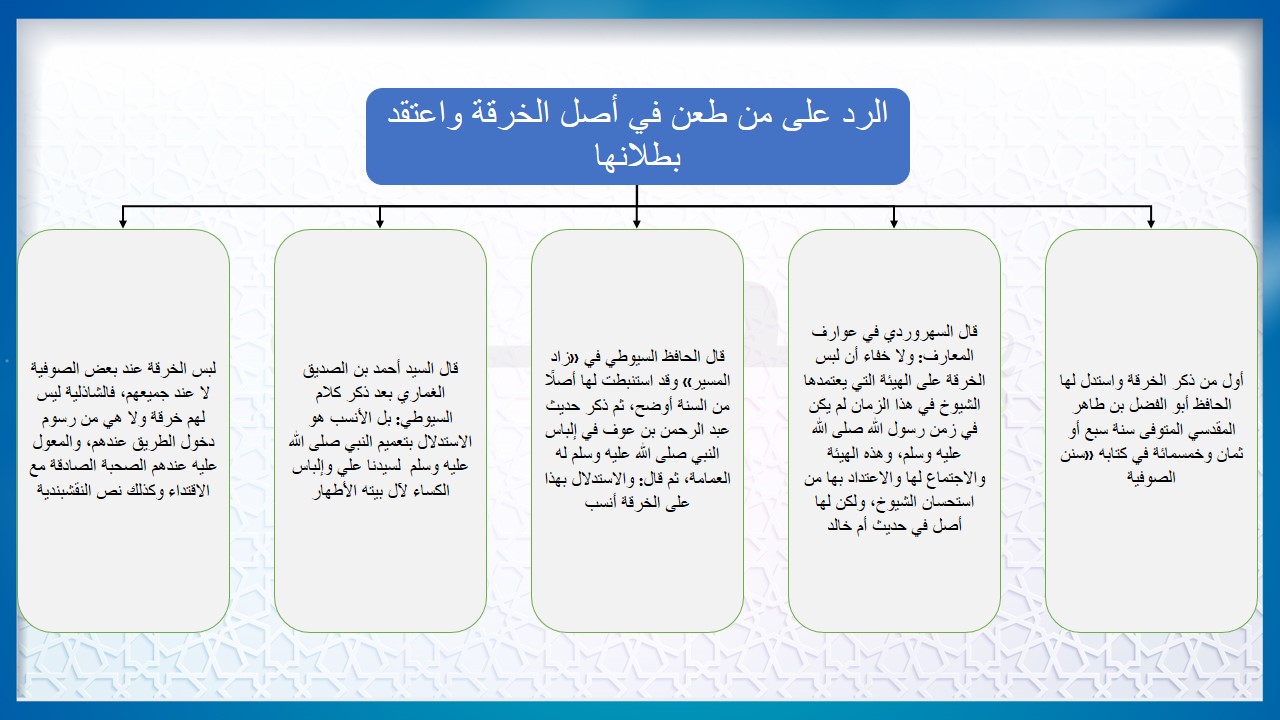 الرد على من طعن في أصل الخرقة واعتقد
بطلانها
أول من ذكر الخرقة واستدل لها
الحافظ أبو الفضل بن طاهر
المقدسي المتوفى سنة سبع أو
ثمان وخمسمائة في كتابه «سنن
الصوفية
قال السهروردي في عوارف
المعارف: ولا خفاء أن لبس
الخرقة على الهيئة التي يعتمدها
الشيوخ في هذا الزمان لم يكن
في زمن رسول الله صلى الله
عليه وسلم، وهذه الهيئة
والاجتماع لها والاعتداد بها من
استحسان الشيوخ، ولكن لها
أصل في حديث أم خالد
قال الحافظ السيوطي في «زاد
المسير» وقد استنبطت لها أصلًا
من السنة أوضح، ثم ذكر حديث
عبد الرحمن بن عوف في إلباس
النبي صلى الله عليه وسلم له
العمامة، ثم قال: والاستدلال بهذا
على الخرقة أنسب
قال السيد أحمد بن الصديق
الغماري بعد ذكر كلام
السيوطي: بل الأنسب هو
الاستدلال بتعميم النبي صلى الله
عليه وسلم لسيدنا علي وإلباس
الكساء لآل بيته الأطهار
لبس الخرقة عند بعض الصوفية
لا عند جميعهم، فالشاذلية ليس
لهم خرقة ولا هي من رسوم
دخول الطريق عندهم، والمعول
عليه عندهم الصحبة الصادقة مع
الاقتداء وكذلك نص النقشبندية